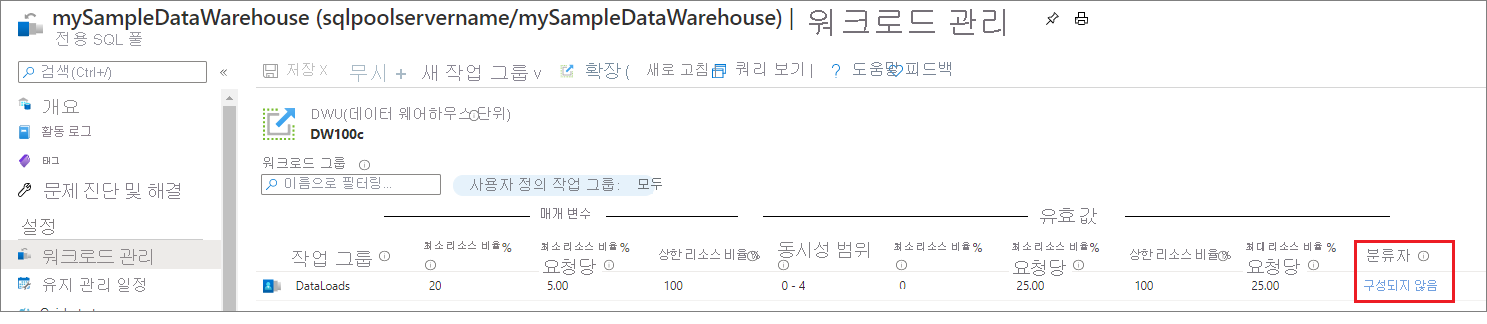 mySampleDataWarehouse (sqlpoolservername/mySampleDataWarehouse) | 워크로드 관리
전용 SQL 풀
검색(Ctrl+/) «
저장 X 무시 + 새 작업 그룹 v 확장 ( 새로 고침 쿼리 보기 | ? 도움말 피드백
개요
활동 로그
태그
문제 진단 및 해결
설정
워크로드 관리
유지 관리 일정
DWU(데이터 웨어하우스 단위)
DW100c
워크로드 그룹
이름으로 필터링... 사용자 정의 작업 그룹: 모두
매개 변수 유효 값
작업 그룹 최소 리소스 비율% 최소 리소스 비율% 요청당 상한 리소스 비율% 동시성 범위 최소 리소스 비율% 최소 리소스 비율% 요청당 상한 리소스 비율% 최대 리소스 비율% 요청당 분류자
DataLoads 20 5.00 100 0 - 4 0 25.00 100 25.00 구성되지 않음